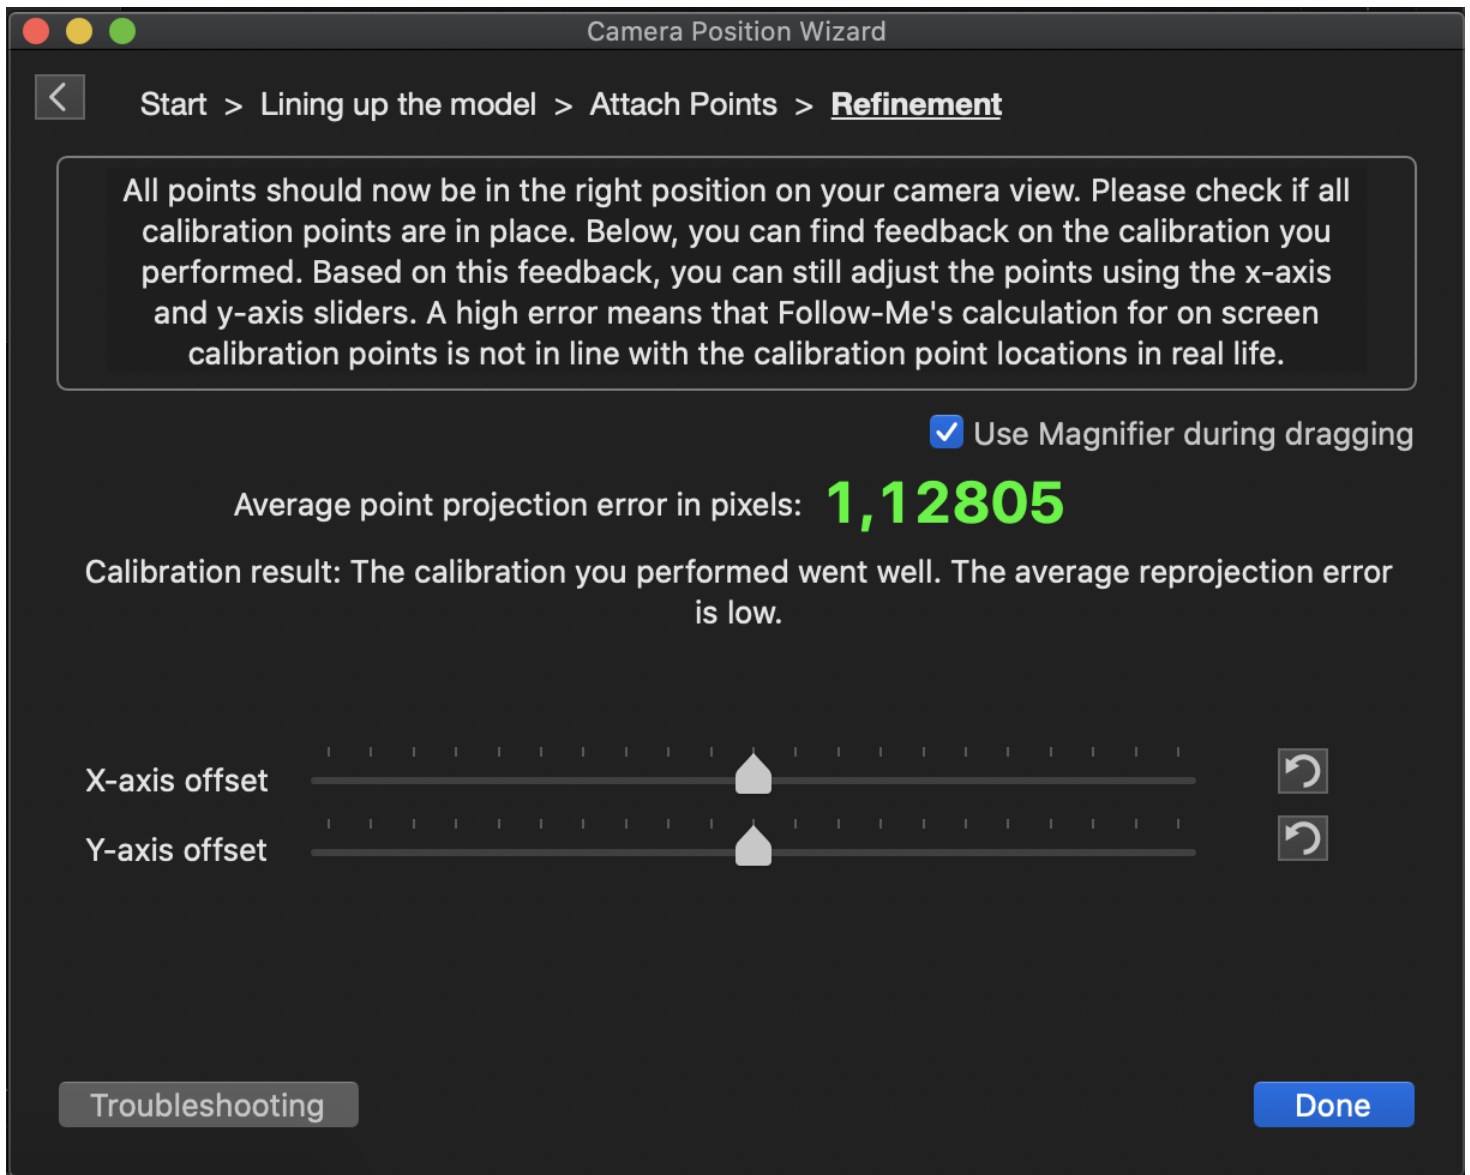 Camera Position Wizard
Start > Lining up the model > Attach Points > Refinement
All points should now be in the right position on your camera view. Please check if all
calibration points are in place. Below, you can find feedback on the calibration you
performed. Based on this feedback, you can still adjust the points using the x-axis
and y-axis sliders. A high error means that Follow-Me's calculation for on screen
calibration points is not in line with the calibration point locations in real life.
Use Magnifier during dragging
Average point projection error in pixels: 1,12805
Calibration result: The calibration you performed went well. The average reprojection error
is low.
X-axis offset
Y-axis offset
Troubleshooting
Done